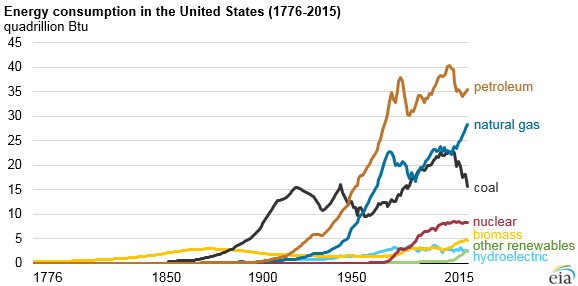 Energy consumption in the United States (1776-2015)
quadrillion Btu
45
40
35
30
25
20
15
10
5
0
petroleum
natural gas
coal
nuclear
biomass
other renewables
hydroelectric
1776
1850
1900
1950
2015
eia